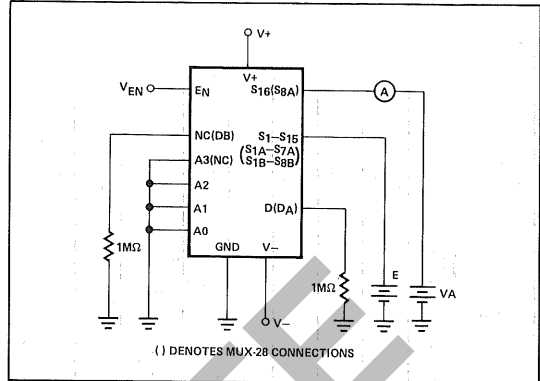 V+
V+
VEN
EN
S16(S8A)
A
NC(DB)
S1–S15
(S1A–S7A
S1B–S8B)
A3(NC)
A2
D(DA)
A1
A0
GND
V–
1MΩ
1MΩ
E
VA
V–
( ) DENOTES MUX-28 CONNECTIONS